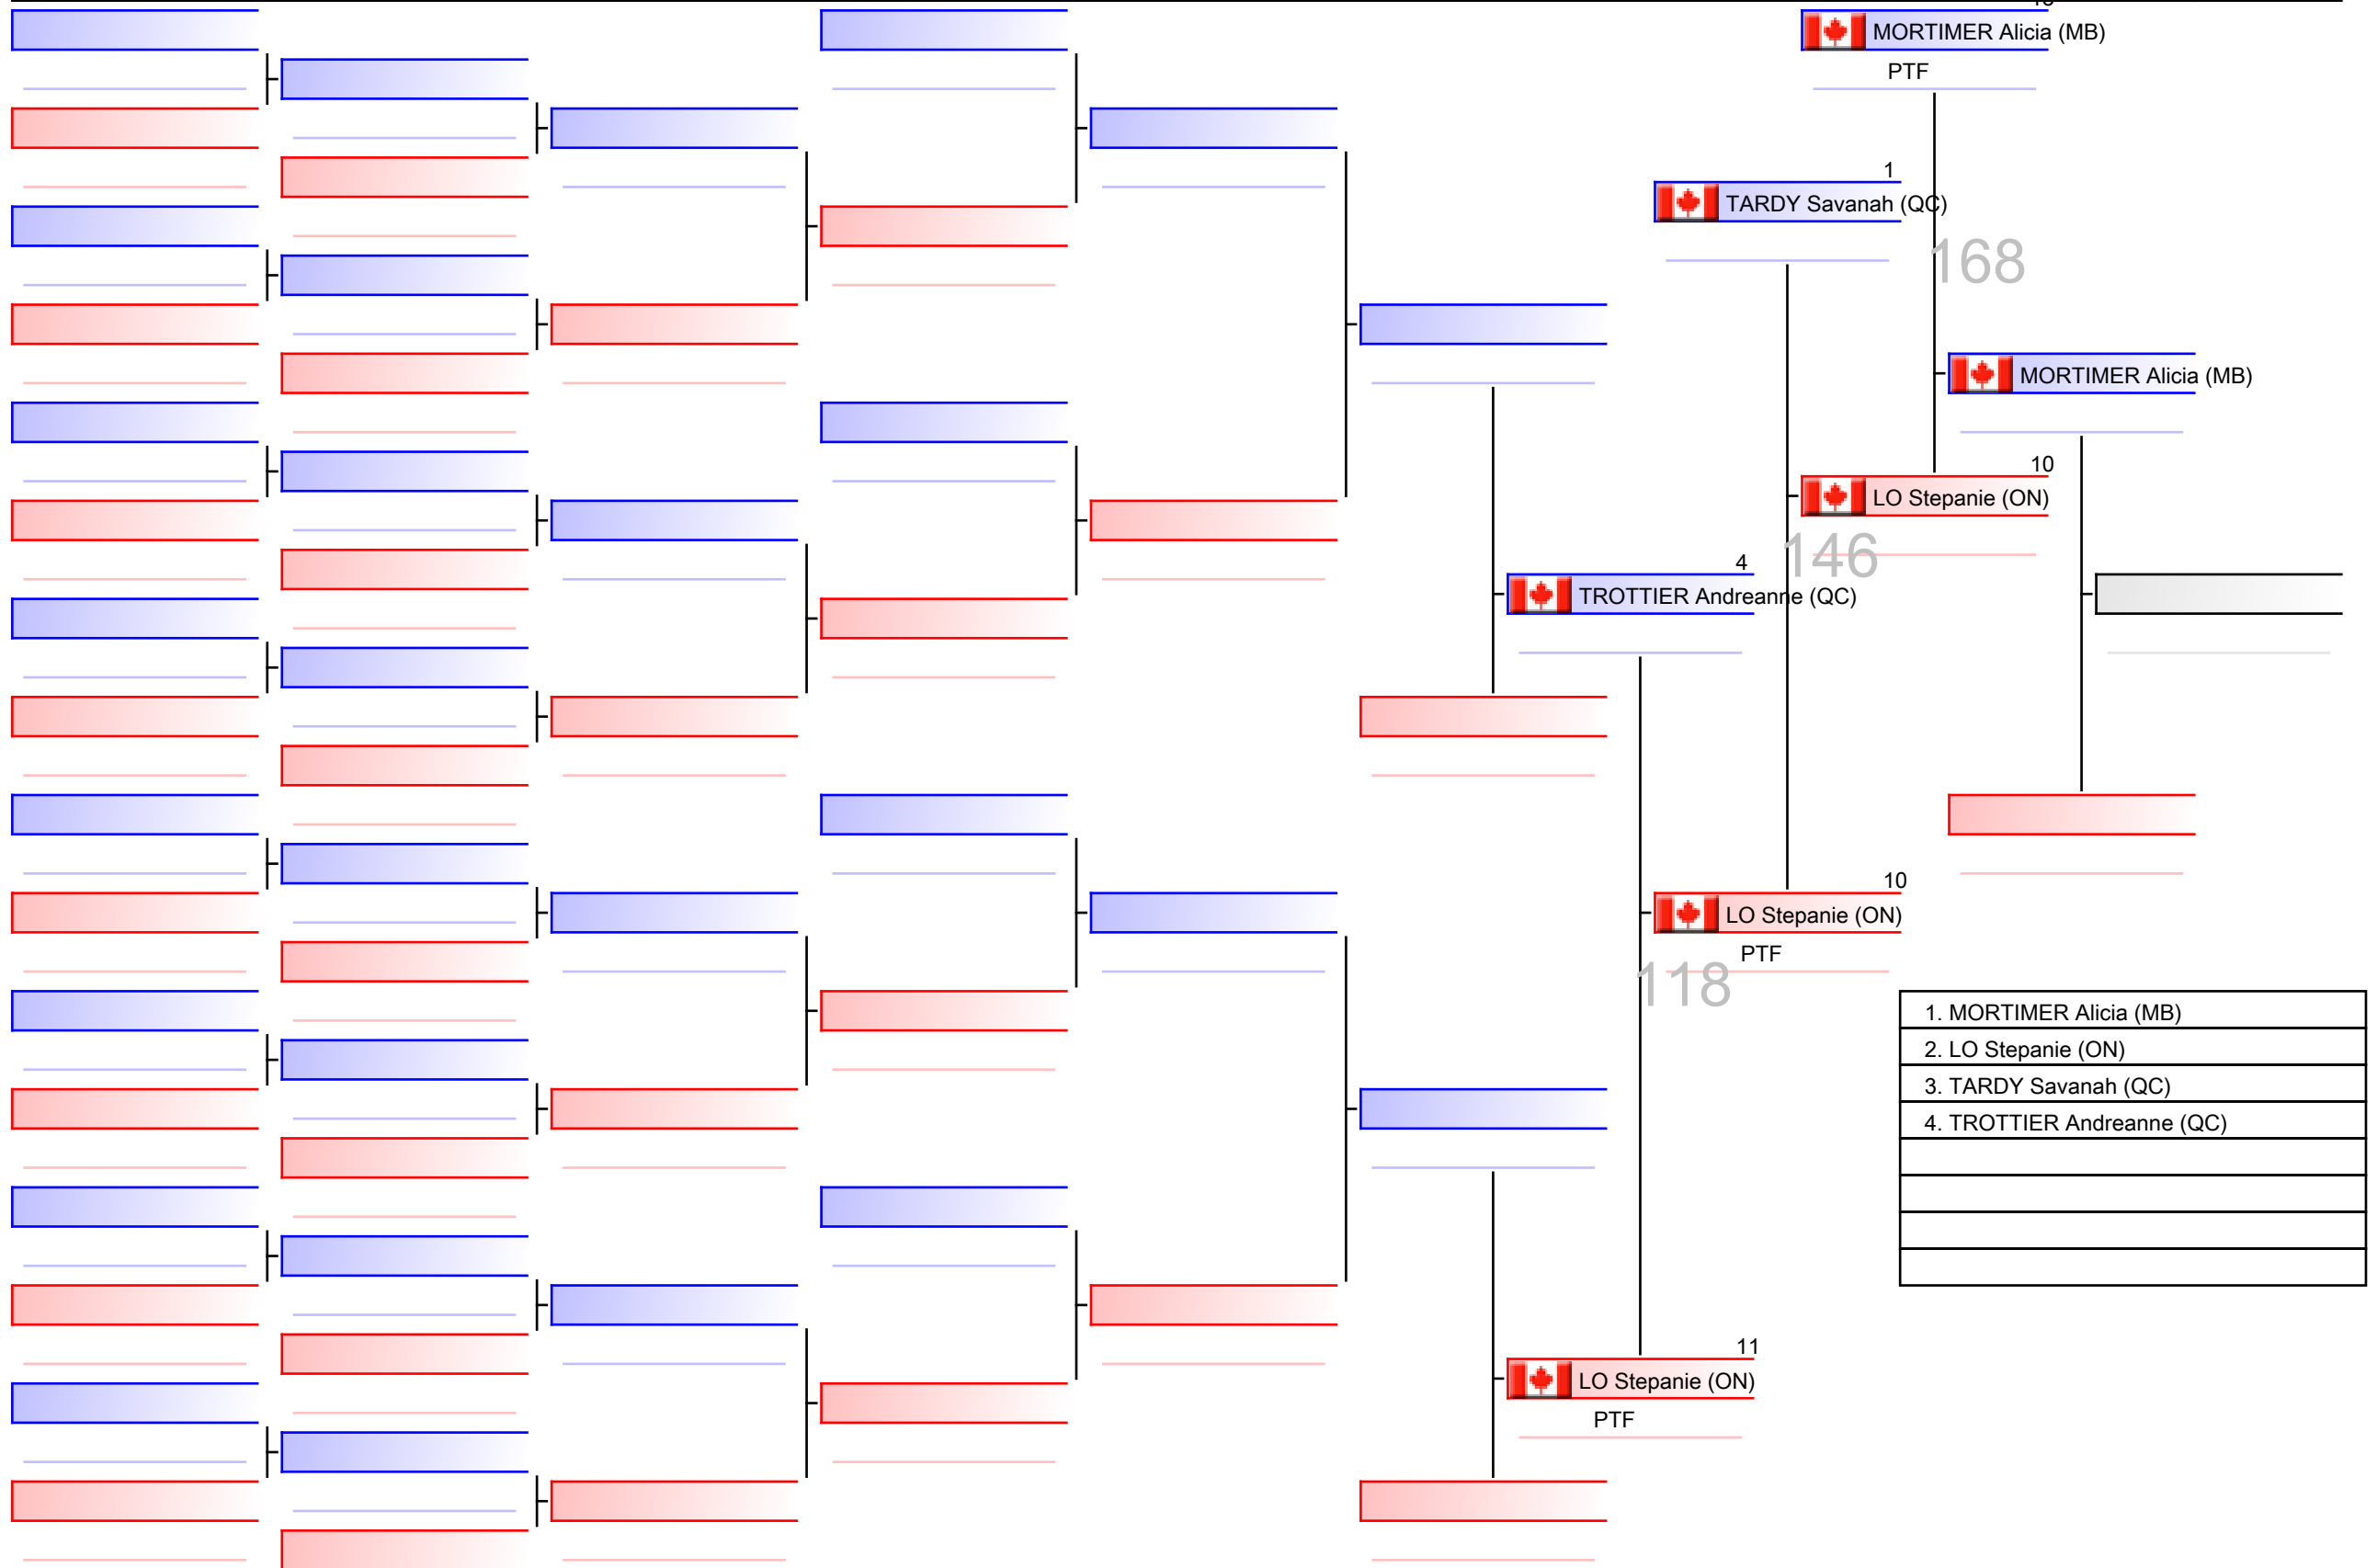 MORTIMER Alicia (MB)
PTF
1
TARDY Savanah (QC)
168
MORTIMER Alicia (MB)
10
LO Stepanie (ON)
146
4
TROTTIER Andreanne (QC)
10
LO Stepanie (ON)
PTF
118
1. MORTIMER Alicia (MB)
2. LO Stepanie (ON)
3. TARDY Savanah (QC)
4. TROTTIER Andreanne (QC)
11
LO Stepanie (ON)
PTF